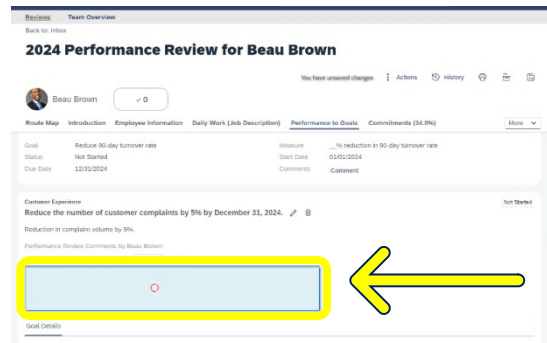 Reviews Team Overview
Back to: Inbox
2024 Performance Review for Beau Brown
You have unsaved changes Actions History
Beau Brown 0
Route Map Introduction Employee Information Daily Work (Job Description) Performance to Goals Commitments (34.0%) More
Goal Reduce 90-day turnover rate Measure __% reduction in 90-day turnover rate
Status Not Started Start Date 01/01/2024
Due Date 12/31/2024 Comments Comment
Customer Experience Not Started
Reduce the number of customer complaints by 5% by December 31, 2024.
Reduction in complaint volume by 5%.
Performance Review Comments by Beau Brown:
Goal Details